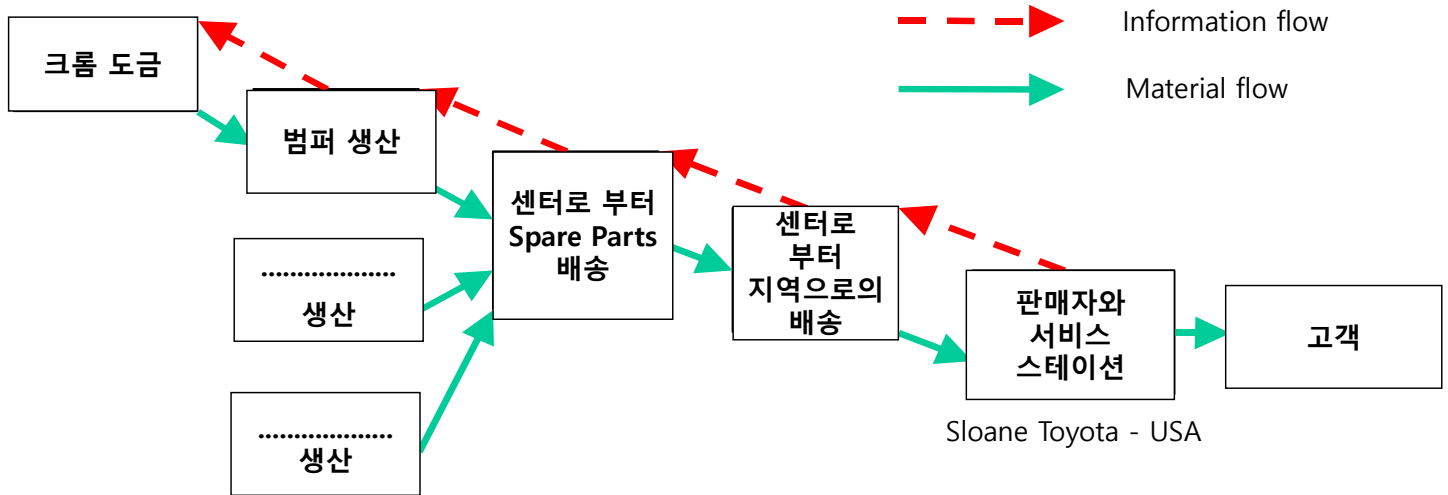 Information flow
Material flow
크롬 도금
범퍼 생산
센터로 부터
Spare Parts
배송
센터로
부터
지역으로의
배송
판매자와
서비스
스테이션
고객
...................
생산
...................
생산
Sloane Toyota - USA